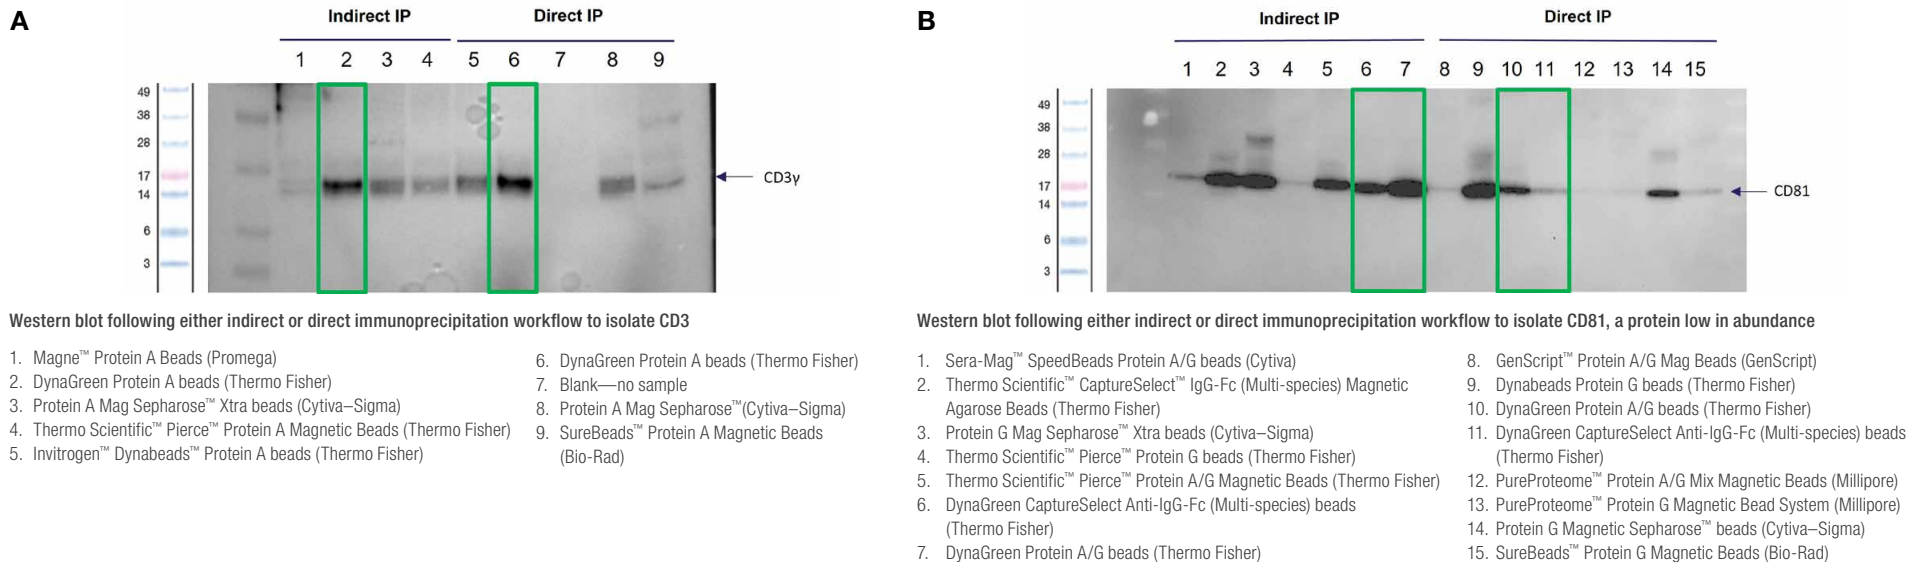 A
Indirect IP
Direct IP
1 2 3 4 5 6 7 8 9
49
38
28
17
14
6
3
CD3γ
Western blot following either indirect or direct immunoprecipitation workflow to isolate CD3
1. Magne™ Protein A Beads (Promega)
2. DynaGreen Protein A beads (Thermo Fisher)
3. Protein A Mag Sepharose™ Xtra beads (Cytiva–Sigma)
4. Thermo Scientific™ Pierce™ Protein A Magnetic Beads (Thermo Fisher)
5. Invitrogen™ Dynabeads™ Protein A beads (Thermo Fisher)
6. DynaGreen Protein A beads (Thermo Fisher)
7. Blank—no sample
8. Protein A Mag Sepharose™(Cytiva–Sigma)
9. SureBeads™ Protein A Magnetic Beads
(Bio-Rad)
B
Indirect IP
Direct IP
1 2 3 4 5 6 7 8 9 10 11 12 13 14 15
49
38
28
17
14
6
3
CD81
Western blot following either indirect or direct immunoprecipitation workflow to isolate CD81, a protein low in abundance
1. Sera-Mag™ SpeedBeads Protein A/G beads (Cytiva)
2. Thermo Scientific™ CaptureSelect™ IgG-Fc (Multi-species) Magnetic
Agarose Beads (Thermo Fisher)
3. Protein G Mag Sepharose™ Xtra beads (Cytiva–Sigma)
4. Thermo Scientific™ Pierce™ Protein G beads (Thermo Fisher)
5. Thermo Scientific™ Pierce™ Protein A/G Magnetic Beads (Thermo Fisher)
6. DynaGreen CaptureSelect Anti-IgG-Fc (Multi-species) beads
(Thermo Fisher)
7. DynaGreen Protein A/G beads (Thermo Fisher)
8. GenScript™ Protein A/G Mag Beads (GenScript)
9. Dynabeads Protein G beads (Thermo Fisher)
10. DynaGreen Protein A/G beads (Thermo Fisher)
11. DynaGreen CaptureSelect Anti-IgG-Fc (Multi-species) beads
(Thermo Fisher)
12. PureProteome™ Protein A/G Mix Magnetic Beads (Millipore)
13. PureProteome™ Protein G Magnetic Bead System (Millipore)
14. Protein G Magnetic Sepharose™ beads (Cytiva–Sigma)
15. SureBeads™ Protein G Magnetic Beads (Bio-Rad)